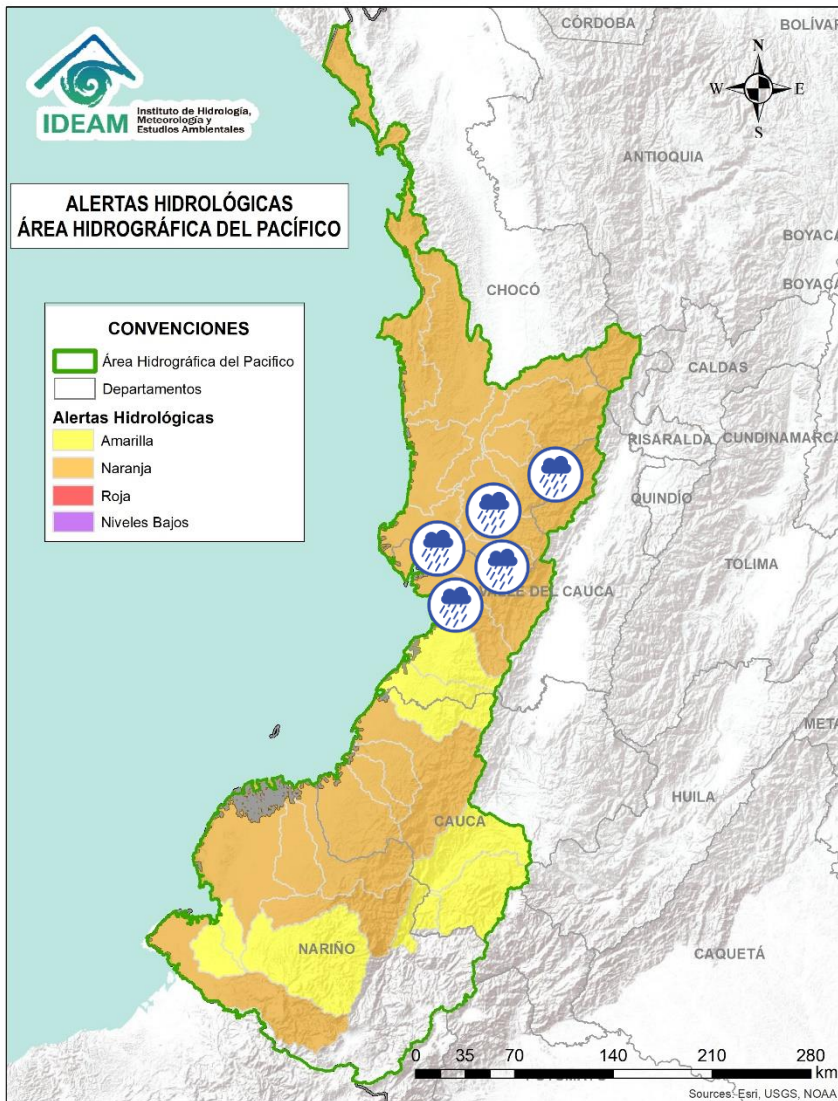 CÓRDOBA
BOLÍVAR
N
W
E
S
IDEAM
Instituto de Hidrología,
Meteorología y
Estudios Ambientales
ANTIOQUIA
ALERTAS HIDROLÓGICAS
ÁREA HIDROGRÁFICA DEL PACÍFICO
BOYACÁ
BOYACÁ
CHOCÓ
CONVENCIONES
Área Hidrográfica del Pacifico
Departamentos
Alertas Hidrológicas
Amarilla
Naranja
Roja
Niveles Bajos
CALDAS
RISARALDA
CUNDINAMARCA
QUINDÍO
TOLIMA
VALLE DEL CAUCA
META
HUILA
CAUCA
NARIÑO
CAQUETÁ
0 35 70 140 210 280
km
Sources: Esri, USGS, NOAA